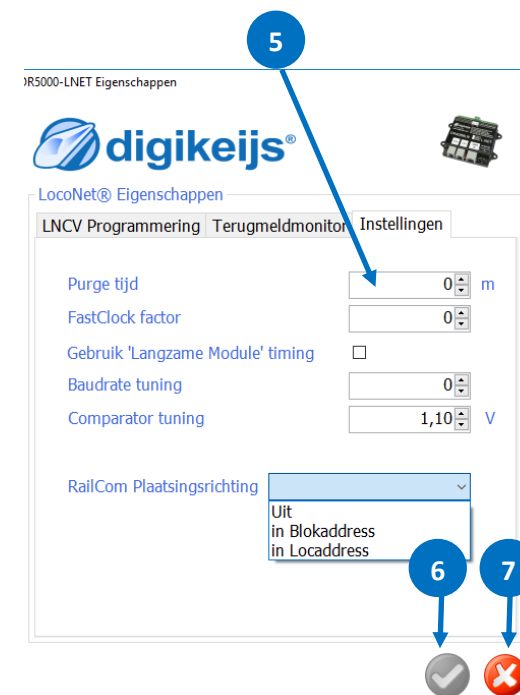 5
DR5000-LNET Eigenschappen
digikeijs®
LocoNet® Eigenschappen
LNCV Programmering Terugmeldmonitor Instellingen
Purge tijd 0 m
FastClock factor 0
Gebruik 'Langzame Module' timing
Baudrate tuning 0
Comparator tuning 1,10 V
RailCom Plaatsingsrichting
Uit
in Blokaddress
in Locaddress
6 7